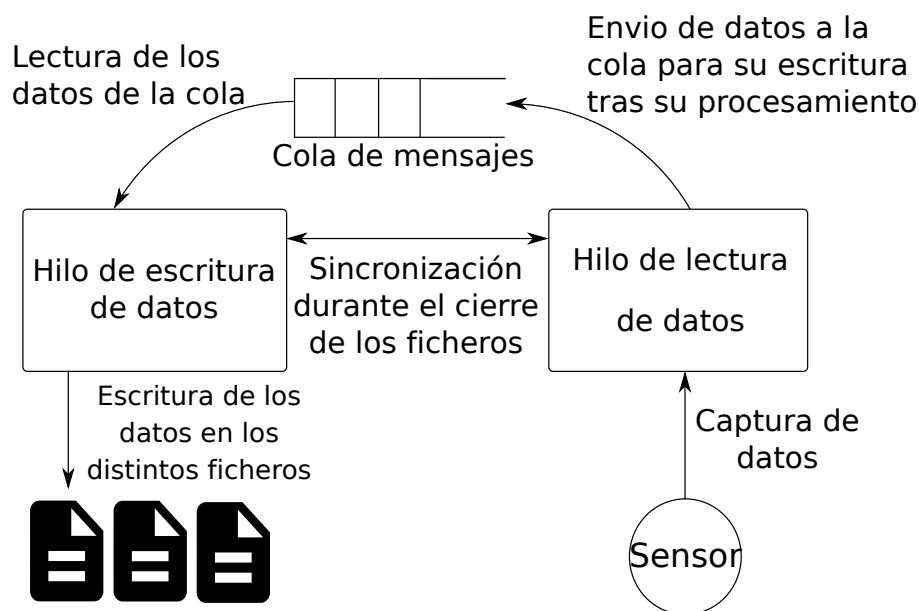 Lectura de los
datos de la cola
Envio de datos a la
cola para su escritura
tras su procesamiento
Cola de mensajes
Hilo de escritura
de datos
Sincronización
durante el cierre
de los ficheros
Hilo de lectura
de datos
Escritura de los
datos en los
distintos ficheros
Captura de
datos
Sensor